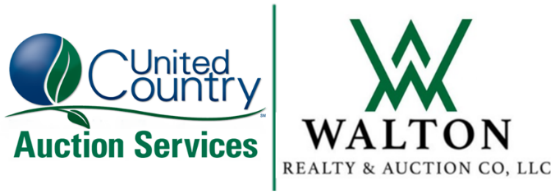 United
Country
Auction Services
WALTON
REALTY & AUCTION CO, LLC